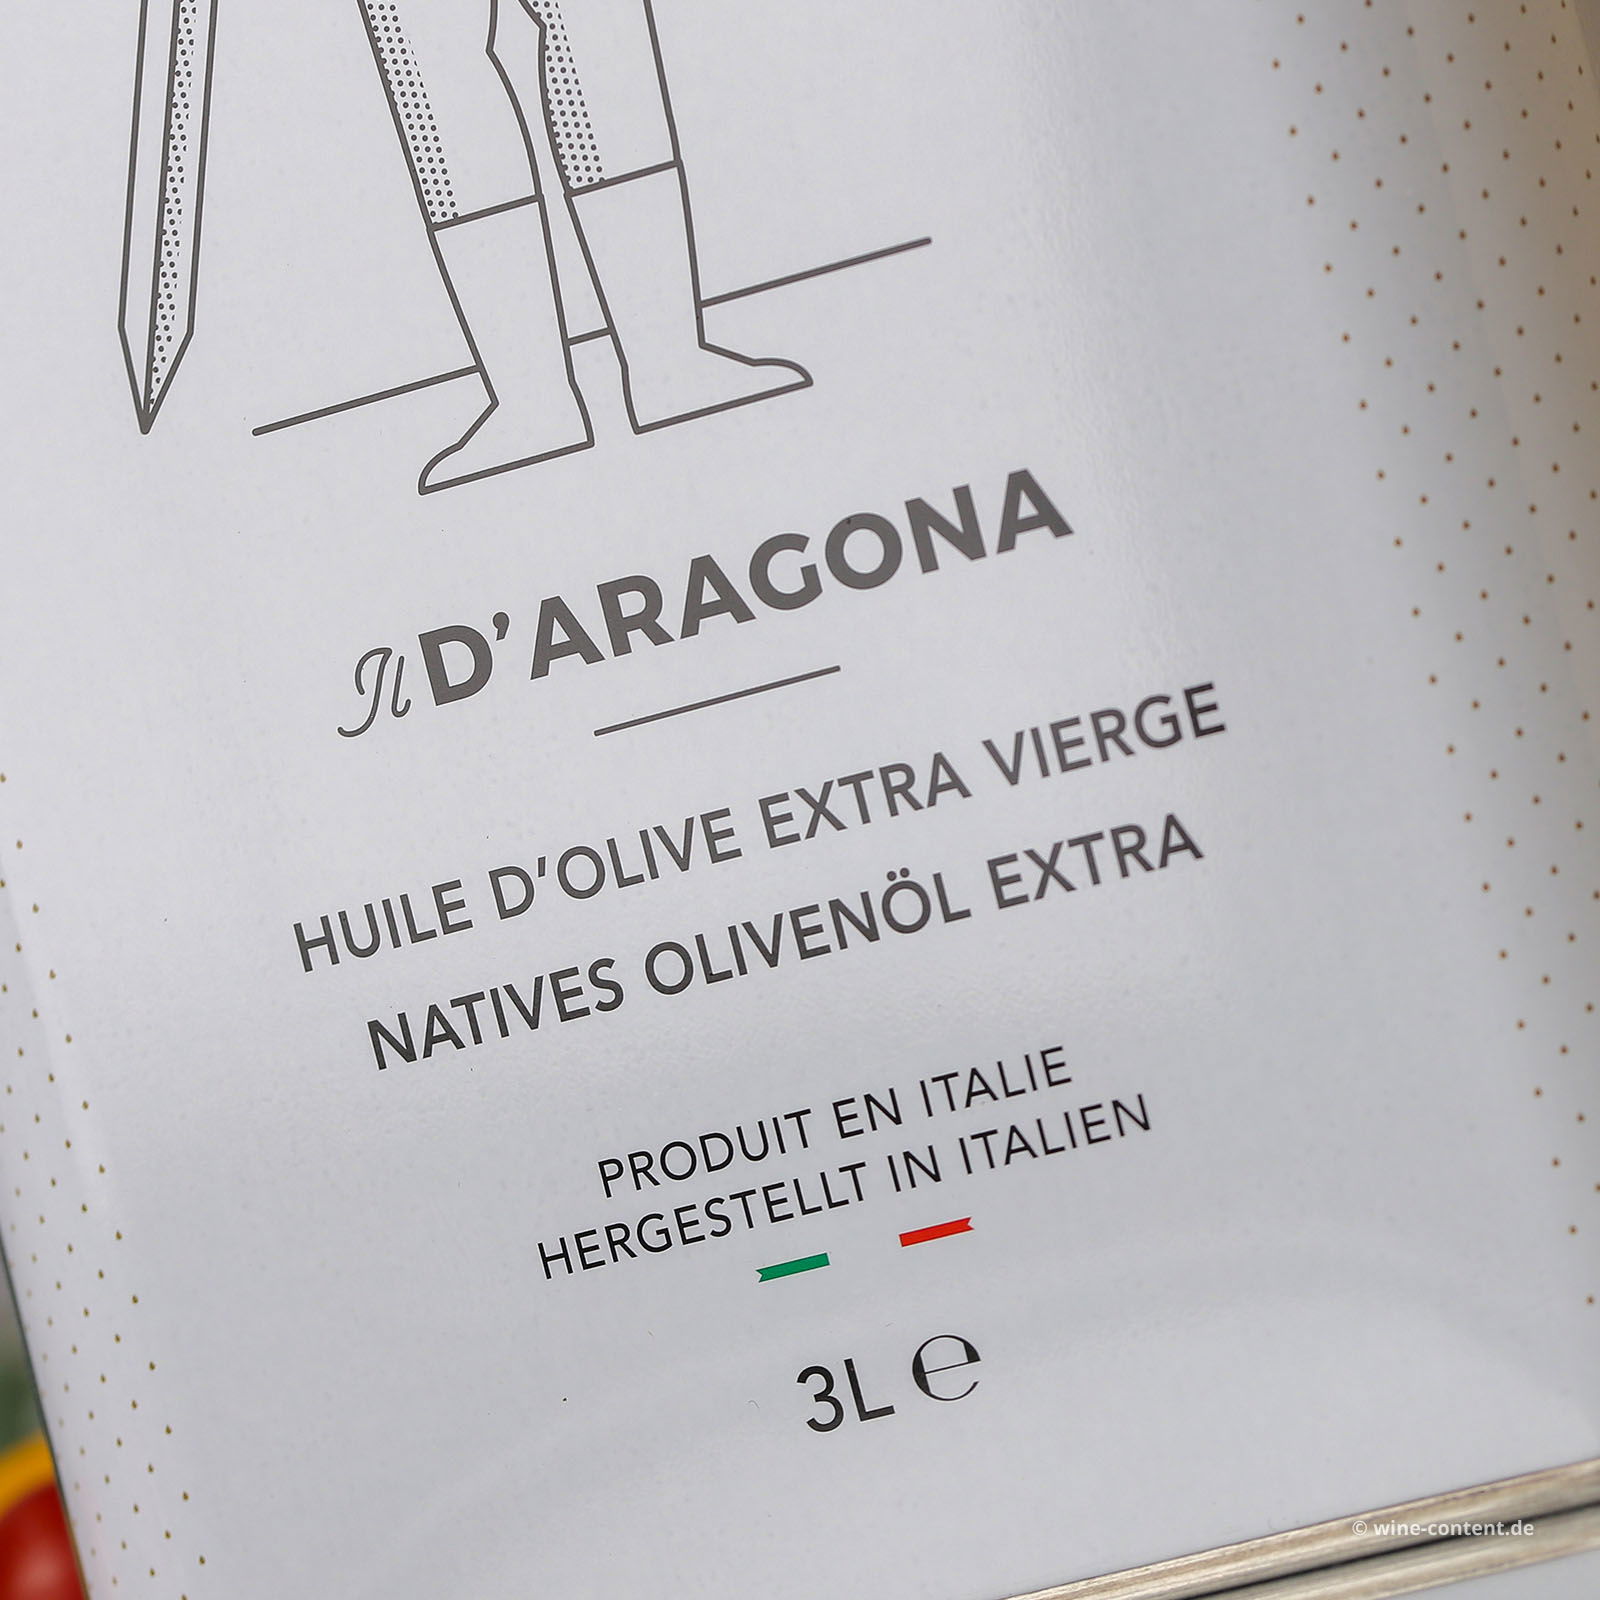 Il D'ARAGONA
HUILE D'OLIVE EXTRA VIERGE
NATIVES OLIVENÖL EXTRA
PRODUIT EN ITALIE
HERGESTELLT IN ITALIEN
3L ℮
© wine-content.de